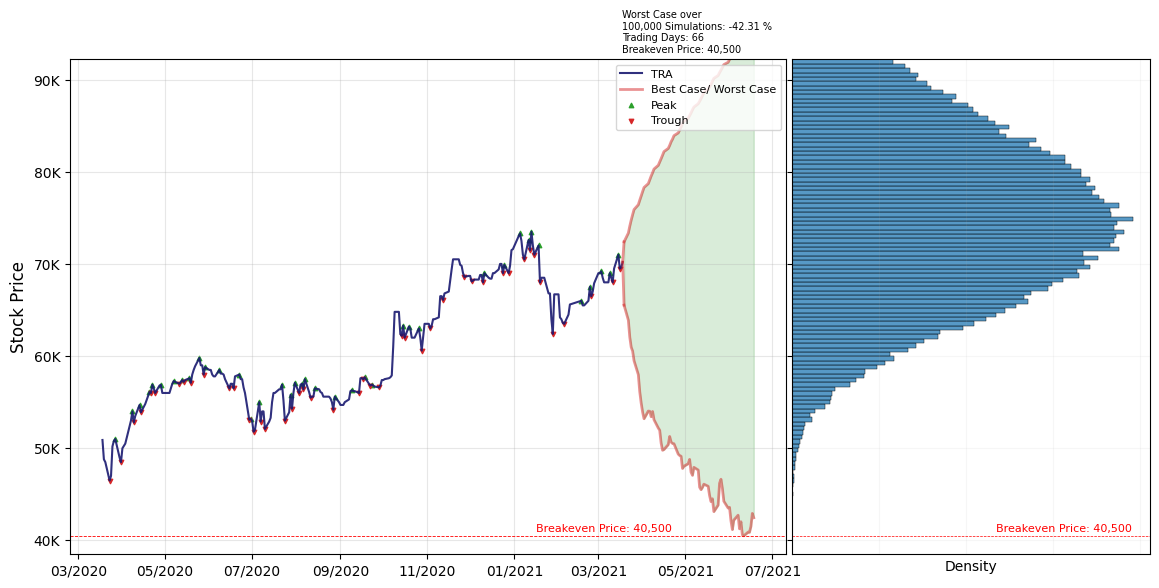 Worst Case over
100,000 Simulations: -42.31 %
Trading Days: 66
Breakeven Price: 40,500
90K
80K
70K
60K
50K
40K
Stock Price
TRA
Best Case/ Worst Case
Peak
Trough
Breakeven Price: 40,500
Breakeven Price: 40,500
03/2020
05/2020
07/2020
09/2020
11/2020
01/2021
03/2021
05/2021
07/2021
Density